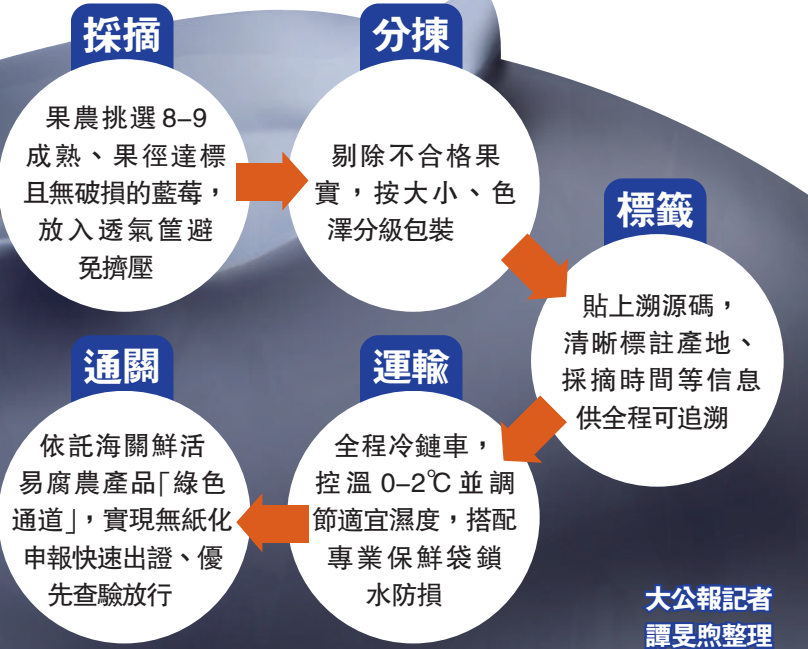 採摘
果農挑選8–9
成熟、果徑達標
且無破損的藍莓，
放入透氣筐避
免擠壓
分揀
剔除不合格果
實，按大小、色
澤分級包裝
標籤
貼上溯源碼，
清晰標註產地、
採摘時間等信息
供全程可追溯
運輸
全程冷鏈車，
控溫0–2℃並調
節適宜濕度，搭配
專業保鮮袋鎖
水防損
通關
依託海關鮮活
易腐農產品「綠色
通道」，實現無紙化
申報快速出證、優
先查驗放行
大公報記者
譚旻煦整理